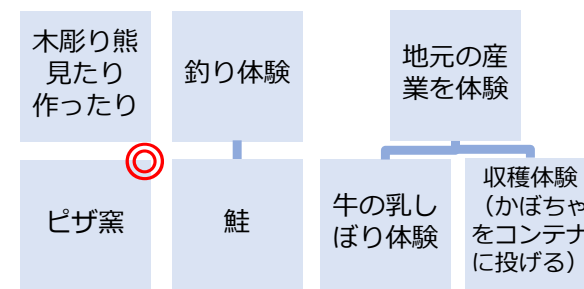 木彫り熊
見たり
作ったり
釣り体験
地元の産
業を体験
ピザ窯
鮭
牛の乳し
ぼり体験
収穫体験
（かぼちゃ
をコンテナ
に投げる）